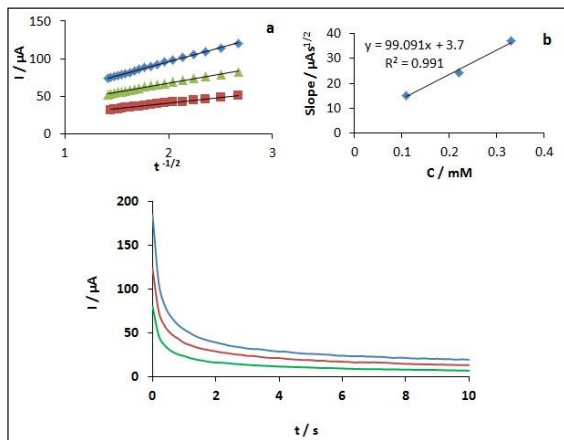 a
I / µA
150
100
50
0
1
2
3
t -1/2
b
Slope / µAs1/2
40
30
20
10
0
y = 99.091x + 3.7
R² = 0.991
0
0.1
0.2
0.3
0.4
C / mM
I / µA
200
150
100
50
0
0
2
4
6
8
10
t / s